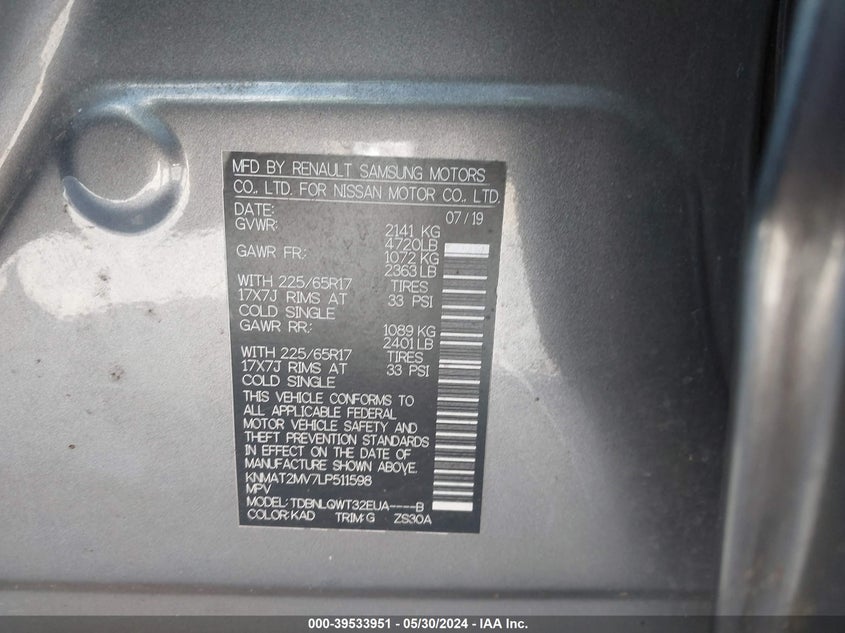 MFD BY RENAULT SAMSUNG MOTORS
CO., LTD. FOR NISSAN MOTOR CO., LTD.
DATE: 07/19
GVWR: 2141 KG
4720LB
GAWR FR: 1072 KG
2363 LB
WITH 225/65R17 TIRES
17X7J RIMS AT 33 PSI
COLD SINGLE
GAWR RR: 1089 KG
2401 LB
WITH 225/65R17 TIRES
17X7J RIMS AT 33 PSI
COLD SINGLE
THIS VEHICLE CONFORMS TO
ALL APPLICABLE FEDERAL
MOTOR VEHICLE SAFETY AND
THEFT PREVENTION STANDARDS
IN EFFECT ON THE DATE OF
MANUFACTURE SHOWN ABOVE.
KNMAT2MV7LP511598
MPV
MODEL: TDBNLQWT32EUA----B
COLOR:KAD TRIM:G ZS30A
000-39533951 - 05/30/2024 - IAA Inc.